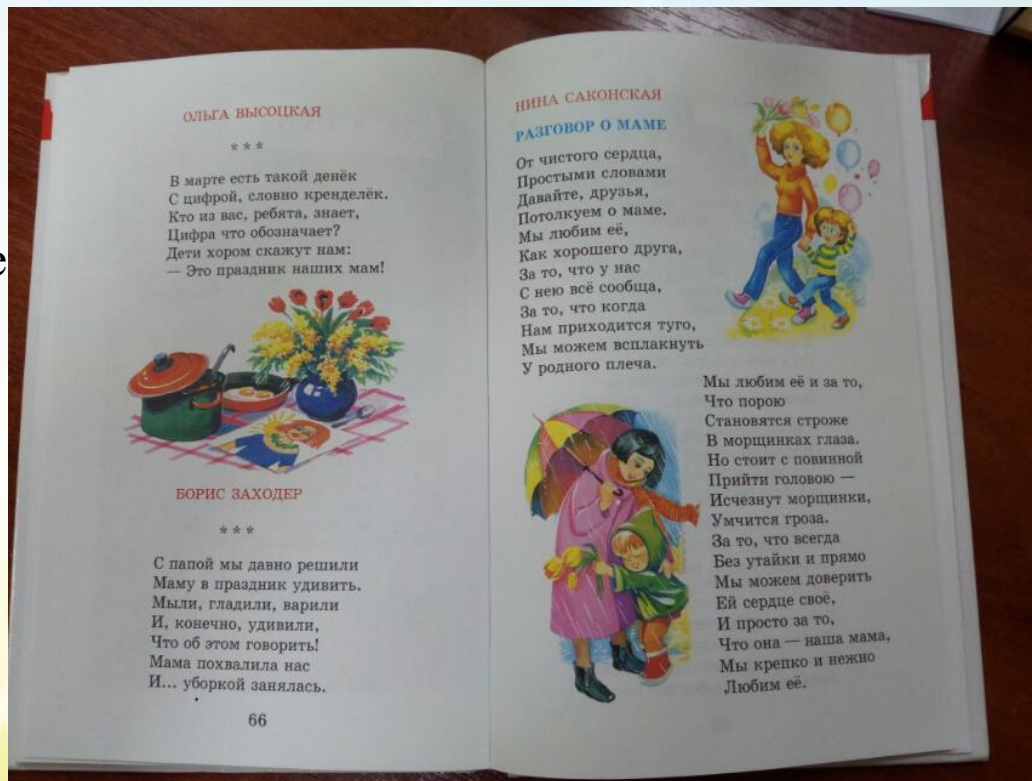 ОЛЬГА ВЫСОЦКАЯ
***
В марте есть такой денёк
С цифрой, словно кренделёк.
Кто из вас, ребята, знает,
Цифра что обозначает?
Дети хором скажут нам:
— Это праздник наших мам!
БОРИС ЗАХОДЕР
***
С папой мы давно решили
Маму в праздник удивить.
Мыли, гладили, варили
И, конечно, удивили,
Что об этом говорить!
Мама похвалила нас
И... уборкой занялась.
66
НИНА САКОНСКАЯ
РАЗГОВОР О МАМЕ
От чистого сердца,
Простыми словами
Давайте, друзья,
Потолкуем о маме.
Мы любим её,
Как хорошего друга,
За то, что у нас
С нею всё сообща,
За то, что когда
Нам приходится туго,
Мы можем всплакнуть
У родного плеча.
Мы любим её и за то,
Что порою
Становятся строже
В морщинках глаза.
Но стоит с повинной
Прийти головою —
Исчезнут морщинки,
Умчится гроза.
За то, что всегда
Без утайки и прямо
Мы можем доверить
Ей сердце своё,
И просто за то,
Что она — наша мама,
Мы крепко и нежно
Любим её.